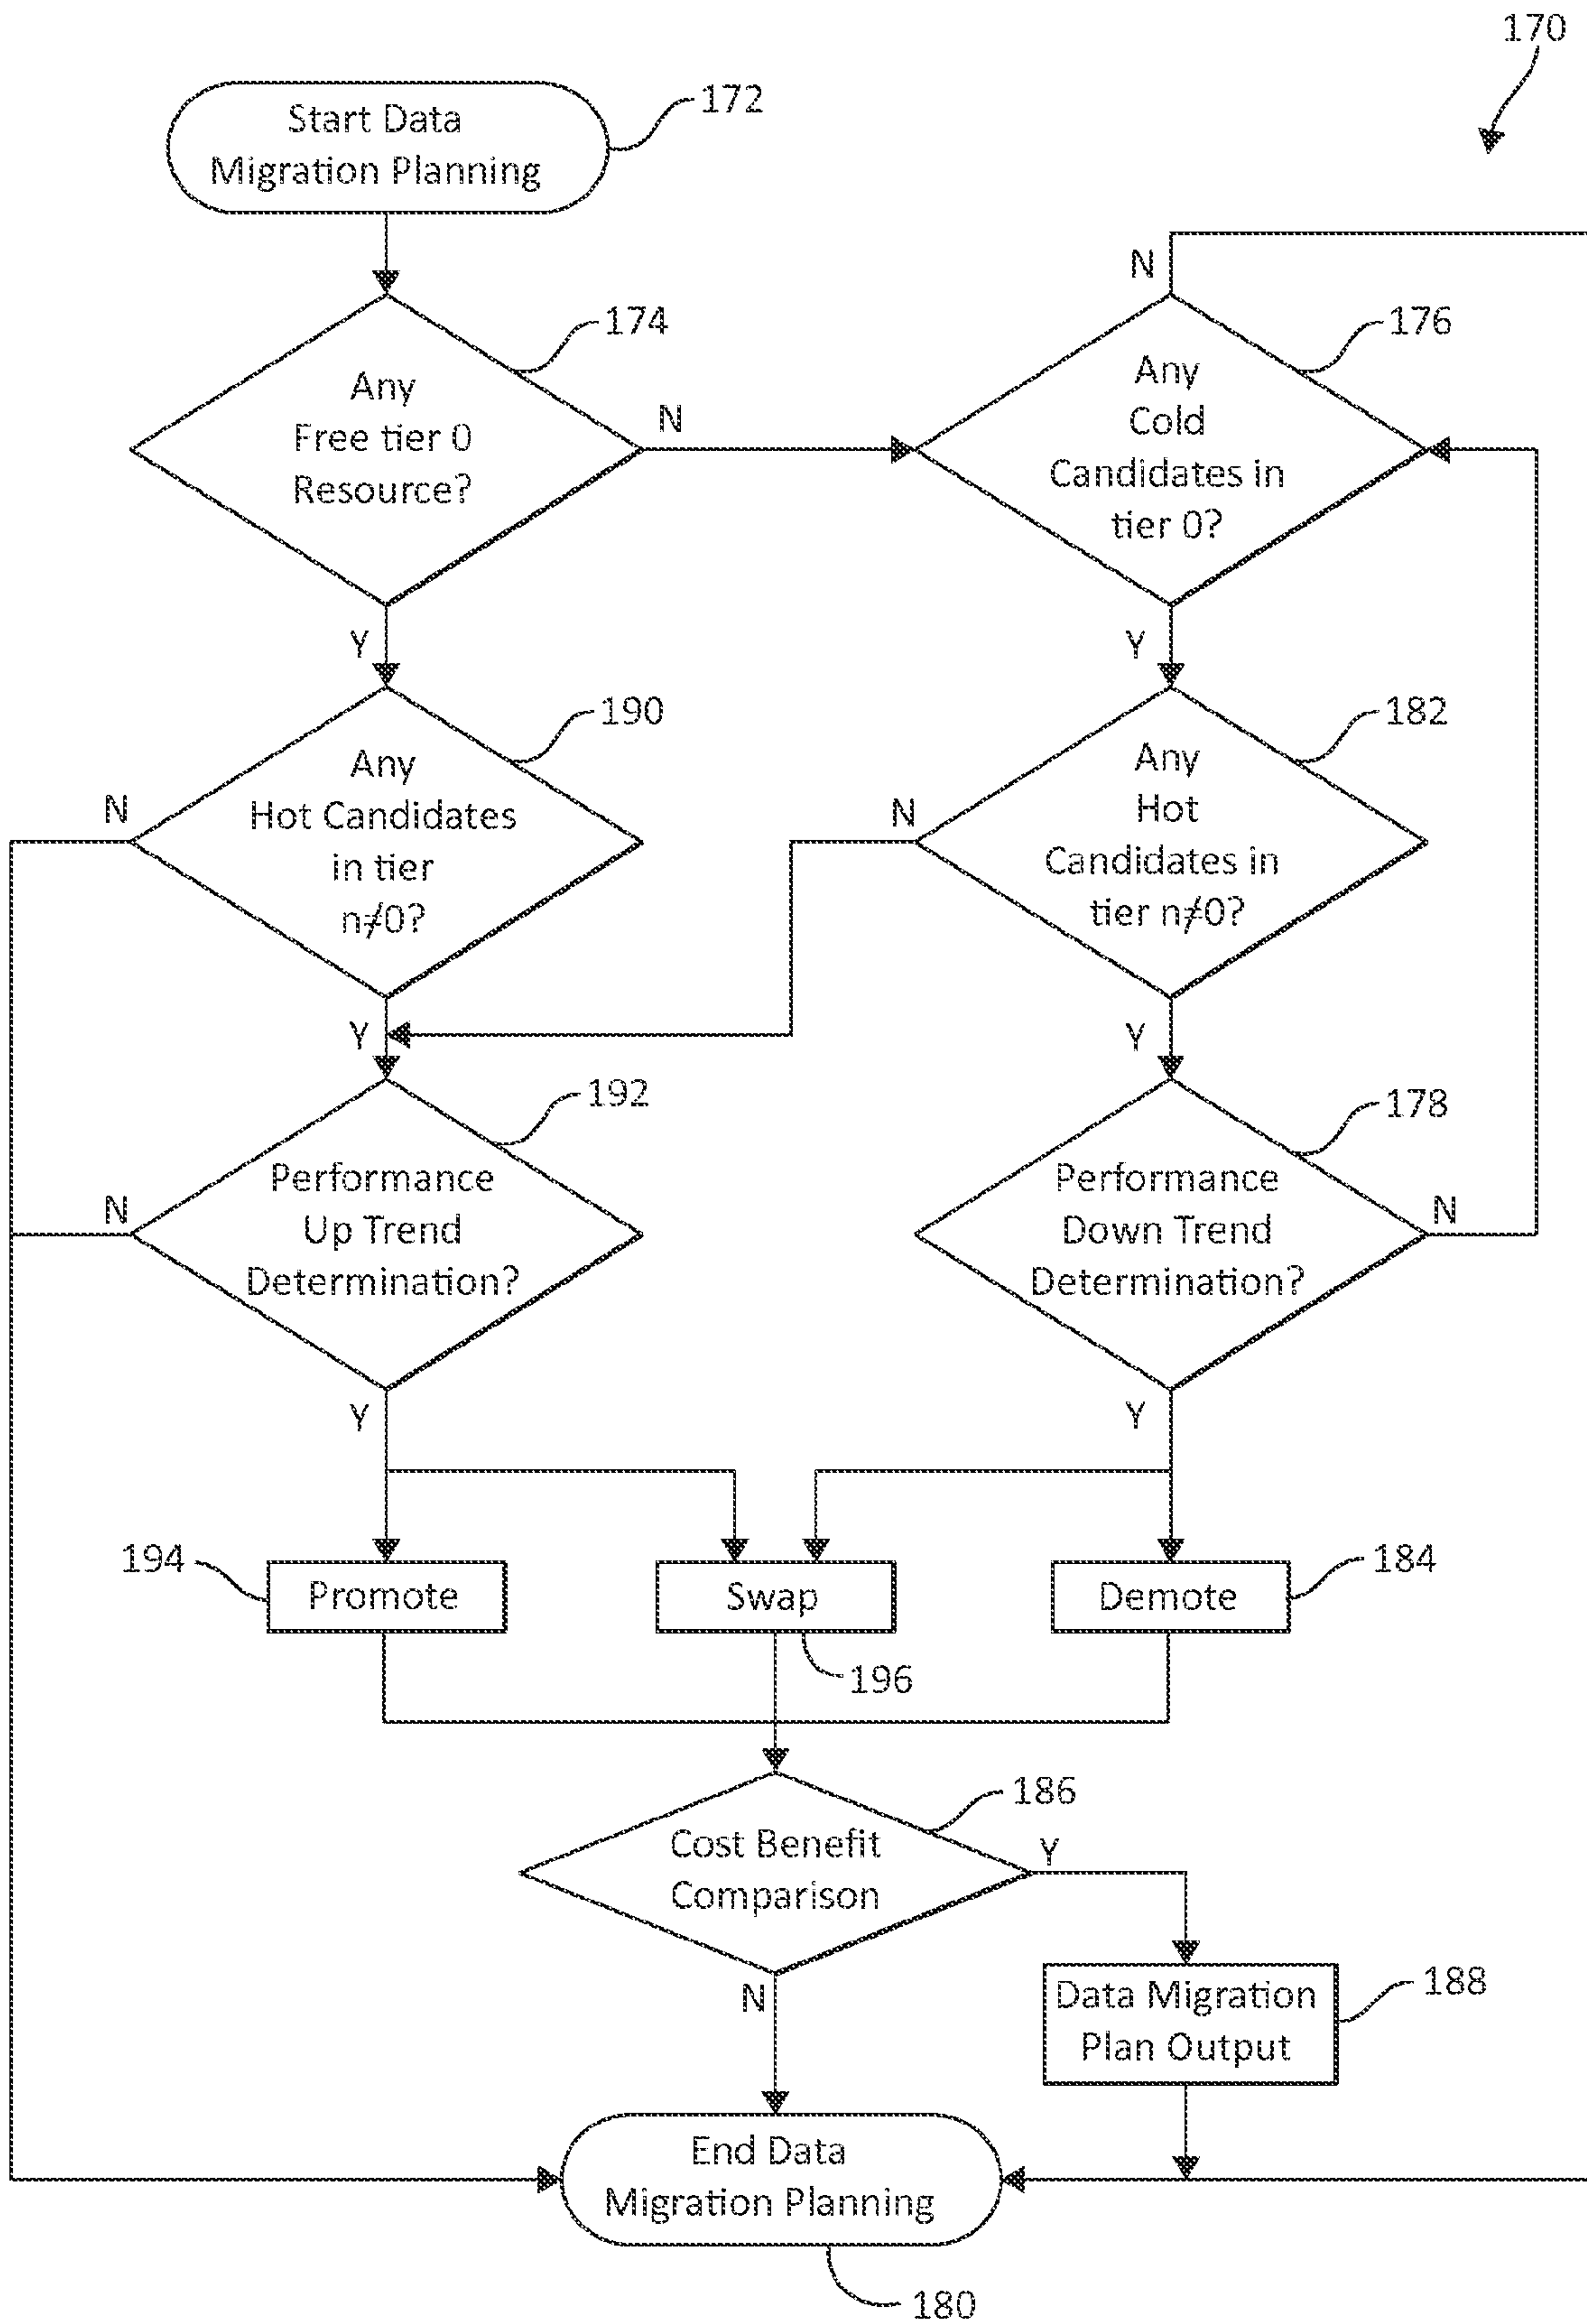 170
Start Data
Migration Planning
172
N
174
176
Any
Free tier 0
Resource?
N
Any
Cold
Candidates in
tier 0?
Y
Y
190
182
N
Any
Hot Candidates
in tier
n≠0?
N
Any
Hot
Candidates in
tier n≠0?
Y
Y
192
178
N
Performance
Up Trend
Determination?
Performance
Down Trend
Determination?
N
Y
Y
194
Promote
Swap
Demote
184
196
186
Cost Benefit
Comparison
Y
N
Data Migration
Plan Output
188
End Data
Migration Planning
180